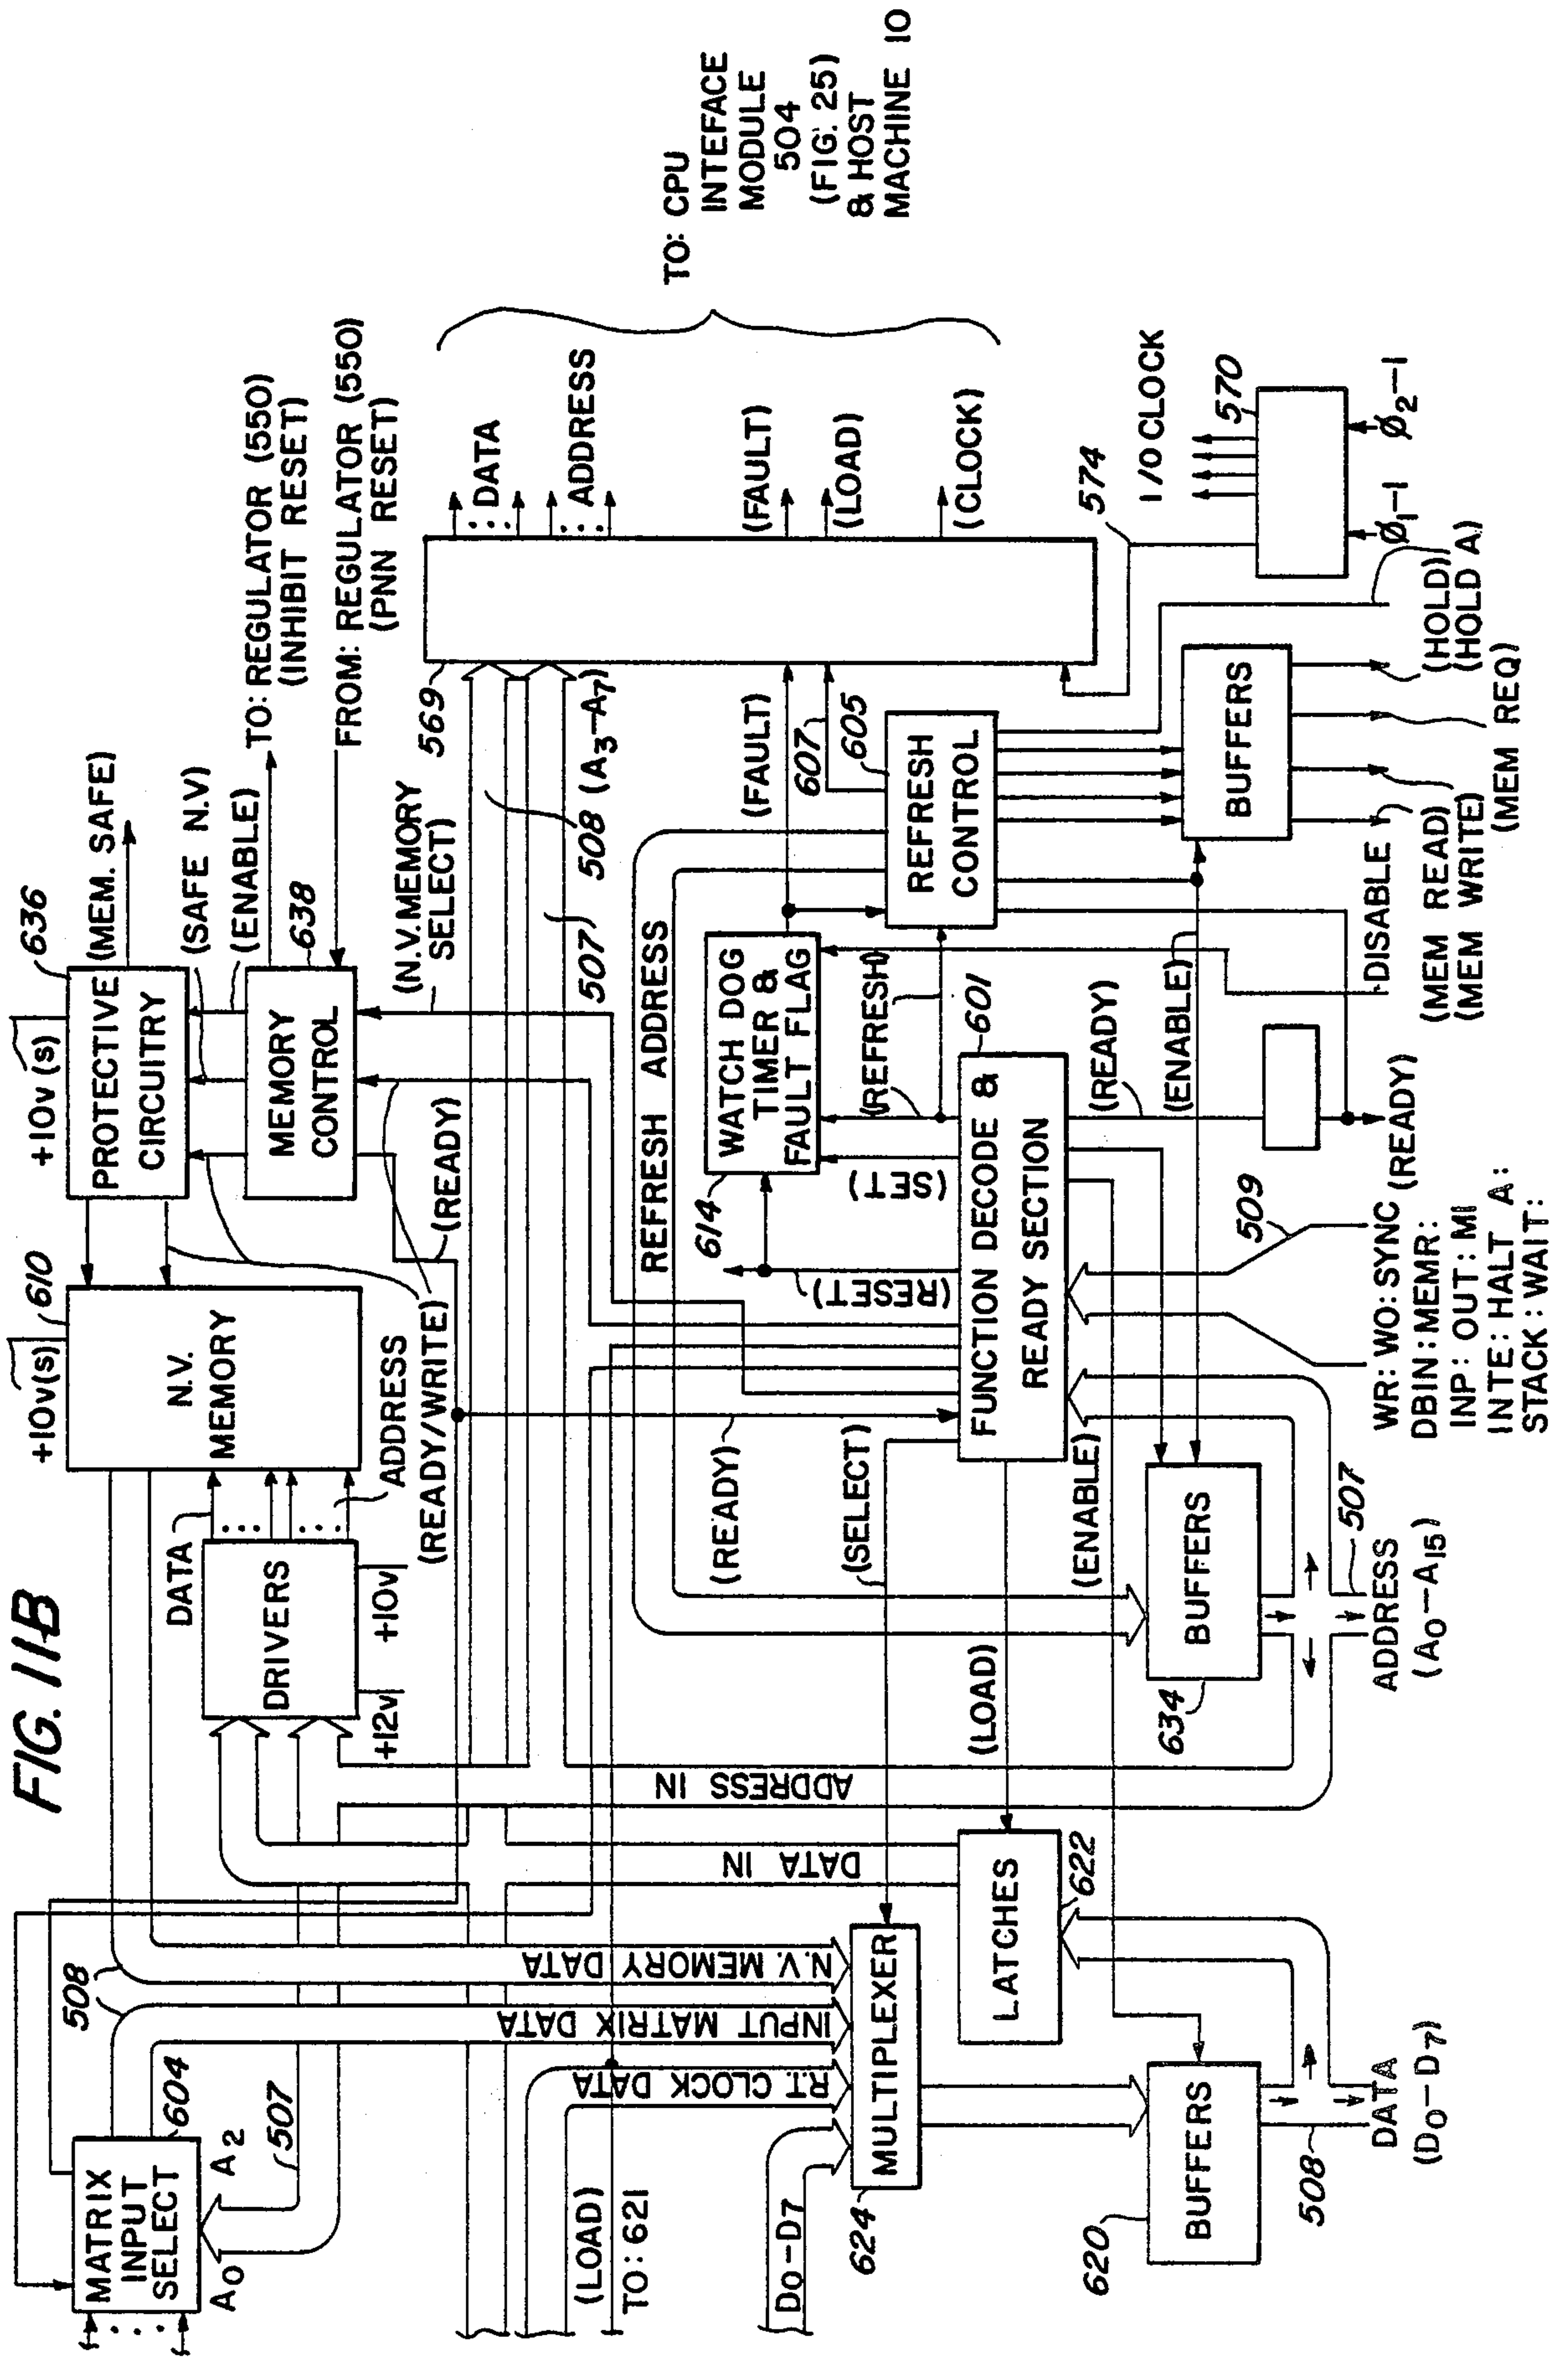 FIG. 11B
MATRIX
INPUT
SELECT
604
A0
A2
507
508
+10v(s)
610
N.V.
MEMORY
+10v (s)
636
PROTECTIVE
CIRCUITRY
(MEM. SAFE)
(SAFE N.V)
(ENABLE)
638
MEMORY
CONTROL
TO: REGULATOR (550)
(INHIBIT RESET)
FROM: REGULATOR (550)
(PNN RESET)
DATA
DRIVERS
+12v
+10v
ADDRESS
(READY/WRITE)
(READY)
(N.V.MEMORY
SELECT)
508
507
(A3-A7)
569
DATA
ADDRESS
(FAULT)
(LOAD)
(CLOCK)
TO: CPU
INTEFACE
MODULE
504
(FIG. 25)
& HOST
MACHINE 10
(LOAD)
TO: 621
D0-D7
R.T. CLOCK DATA
INPUT MATRIX DATA
N.V. MEMORY DATA
DATA IN
ADDRESS IN
REFRESH ADDRESS
614
WATCH DOG
TIMER &
FAULT FLAG
(FAULT)
607
605
REFRESH
CONTROL
(REFRESH)
(SET)
(RESET)
(READY)
(SELECT)
601
FUNCTION DECODE &
READY SECTION
(LOAD)
(ENABLE)
(READY)
(ENABLE)
624
MULTIPLEXER
LATCHES
622
620
BUFFERS
508
DATA
(D0-D7)
634
BUFFERS
507
ADDRESS
(A0-A15)
509
WR: WO: SYNC
DBIN: MEMR:
INP: OUT: MI
INTE: HALT A:
STACK: WAIT:
(READY)
DISABLE
(MEM READ)
(MEM WRITE)
(MEM REQ)
BUFFERS
(HOLD)
(HOLD A)
574
I/O CLOCK
570
Ø1-1
Ø2-1